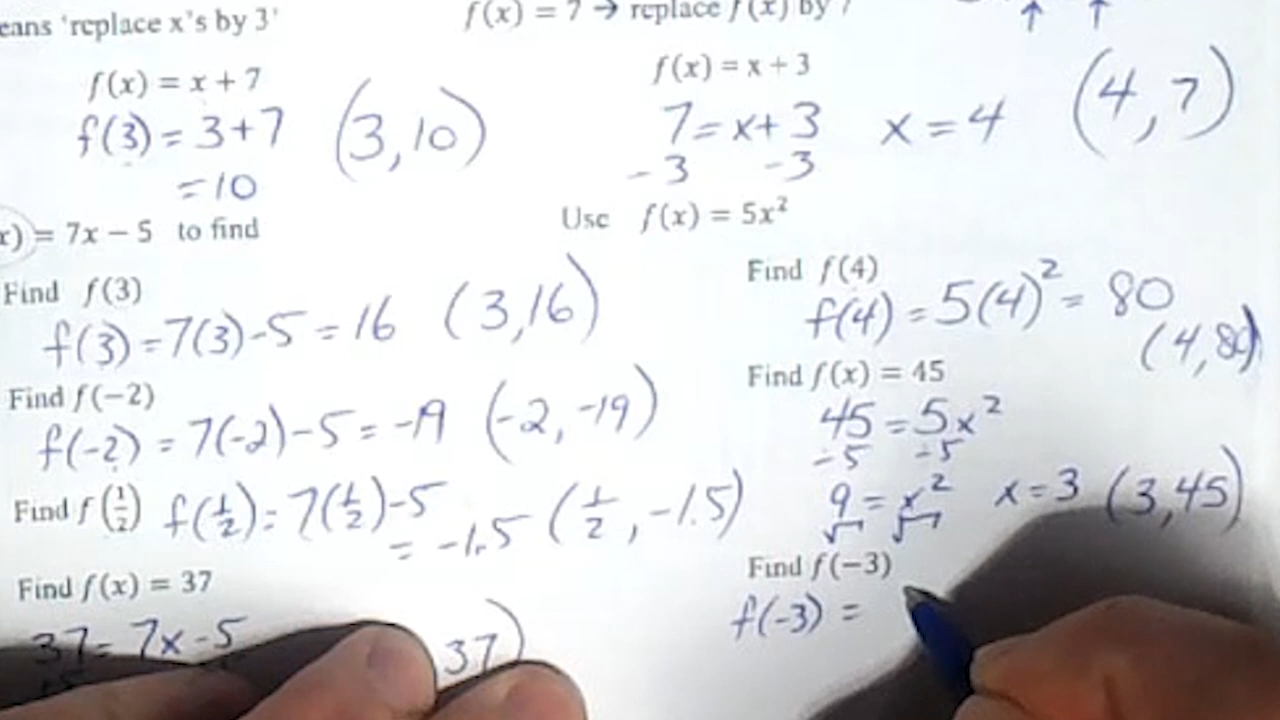 eans 'replace x's by 3'
f(x) = 7 → replace f(x) by 7
f(x) = x + 7
f(3) = 3+7 (3,10)
=10
f(x) = x + 3
7=x+3 x=4 (4,7)
-3 -3
x) = 7x − 5 to find
Find f(3)
f(3)=7(3)-5=16 (3,16)
Find f(−2)
f(-2) = 7(-2)-5=-19 (-2,-19)
Find f(1/2) f(1/2)=7(1/2)-5
= -1.5 (1/2, -1.5)
Find f(x) = 37
37= 7x-5 37)
Use f(x) = 5x²
Find f(4)
f(4)=5(4)²= 80
(4,80)
Find f(x) = 45
45=5x²
÷5 ÷5
9=x² x=3 (3,45)
√ √
Find f(−3)
f(-3) =